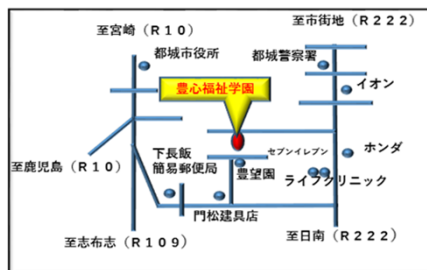 至宮崎（R10）
至市街地（R222）
都城市役所
都城警察署
豊心福祉学園
イオン
至鹿児島（R10）
下長飯
簡易郵便局
セブンイレブン
ホンダ
豊望園
ライフクリニック
門松建具店
至志布志（R109）
至日南（R222）